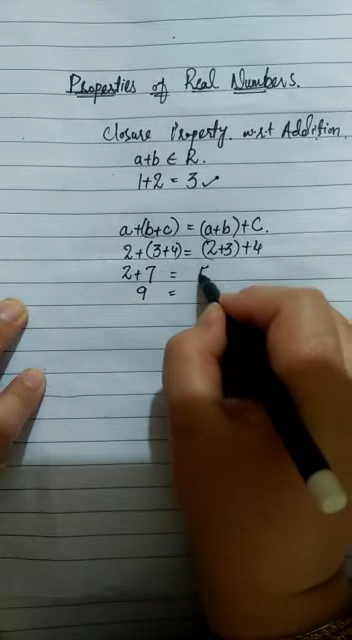 Properties of Real Numbers.
Closure Property w.r.t Addition.
a+b ∈ R.
1+2 = 3 ✓
a+(b+c) = (a+b)+C.
2+(3+4) = (2+3)+4
2+7 = 5
9 =